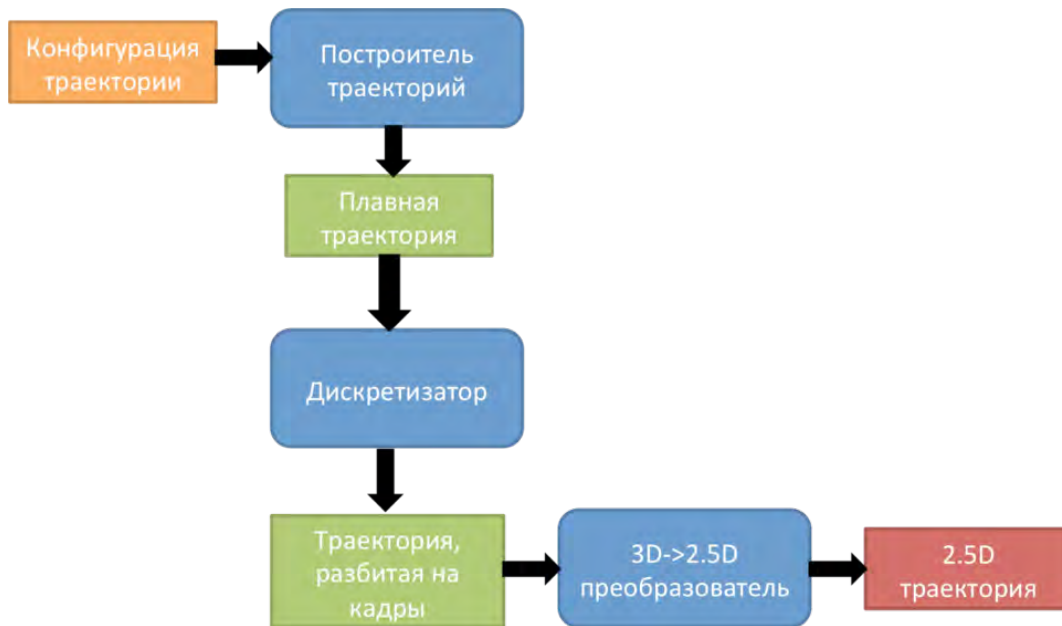 Конфигурация
траектории
Построитель
траекторий
Плавная
траектория
Дискретизатор
Траектория,
разбитая на
кадры
3D->2.5D
преобразователь
2.5D
траектория